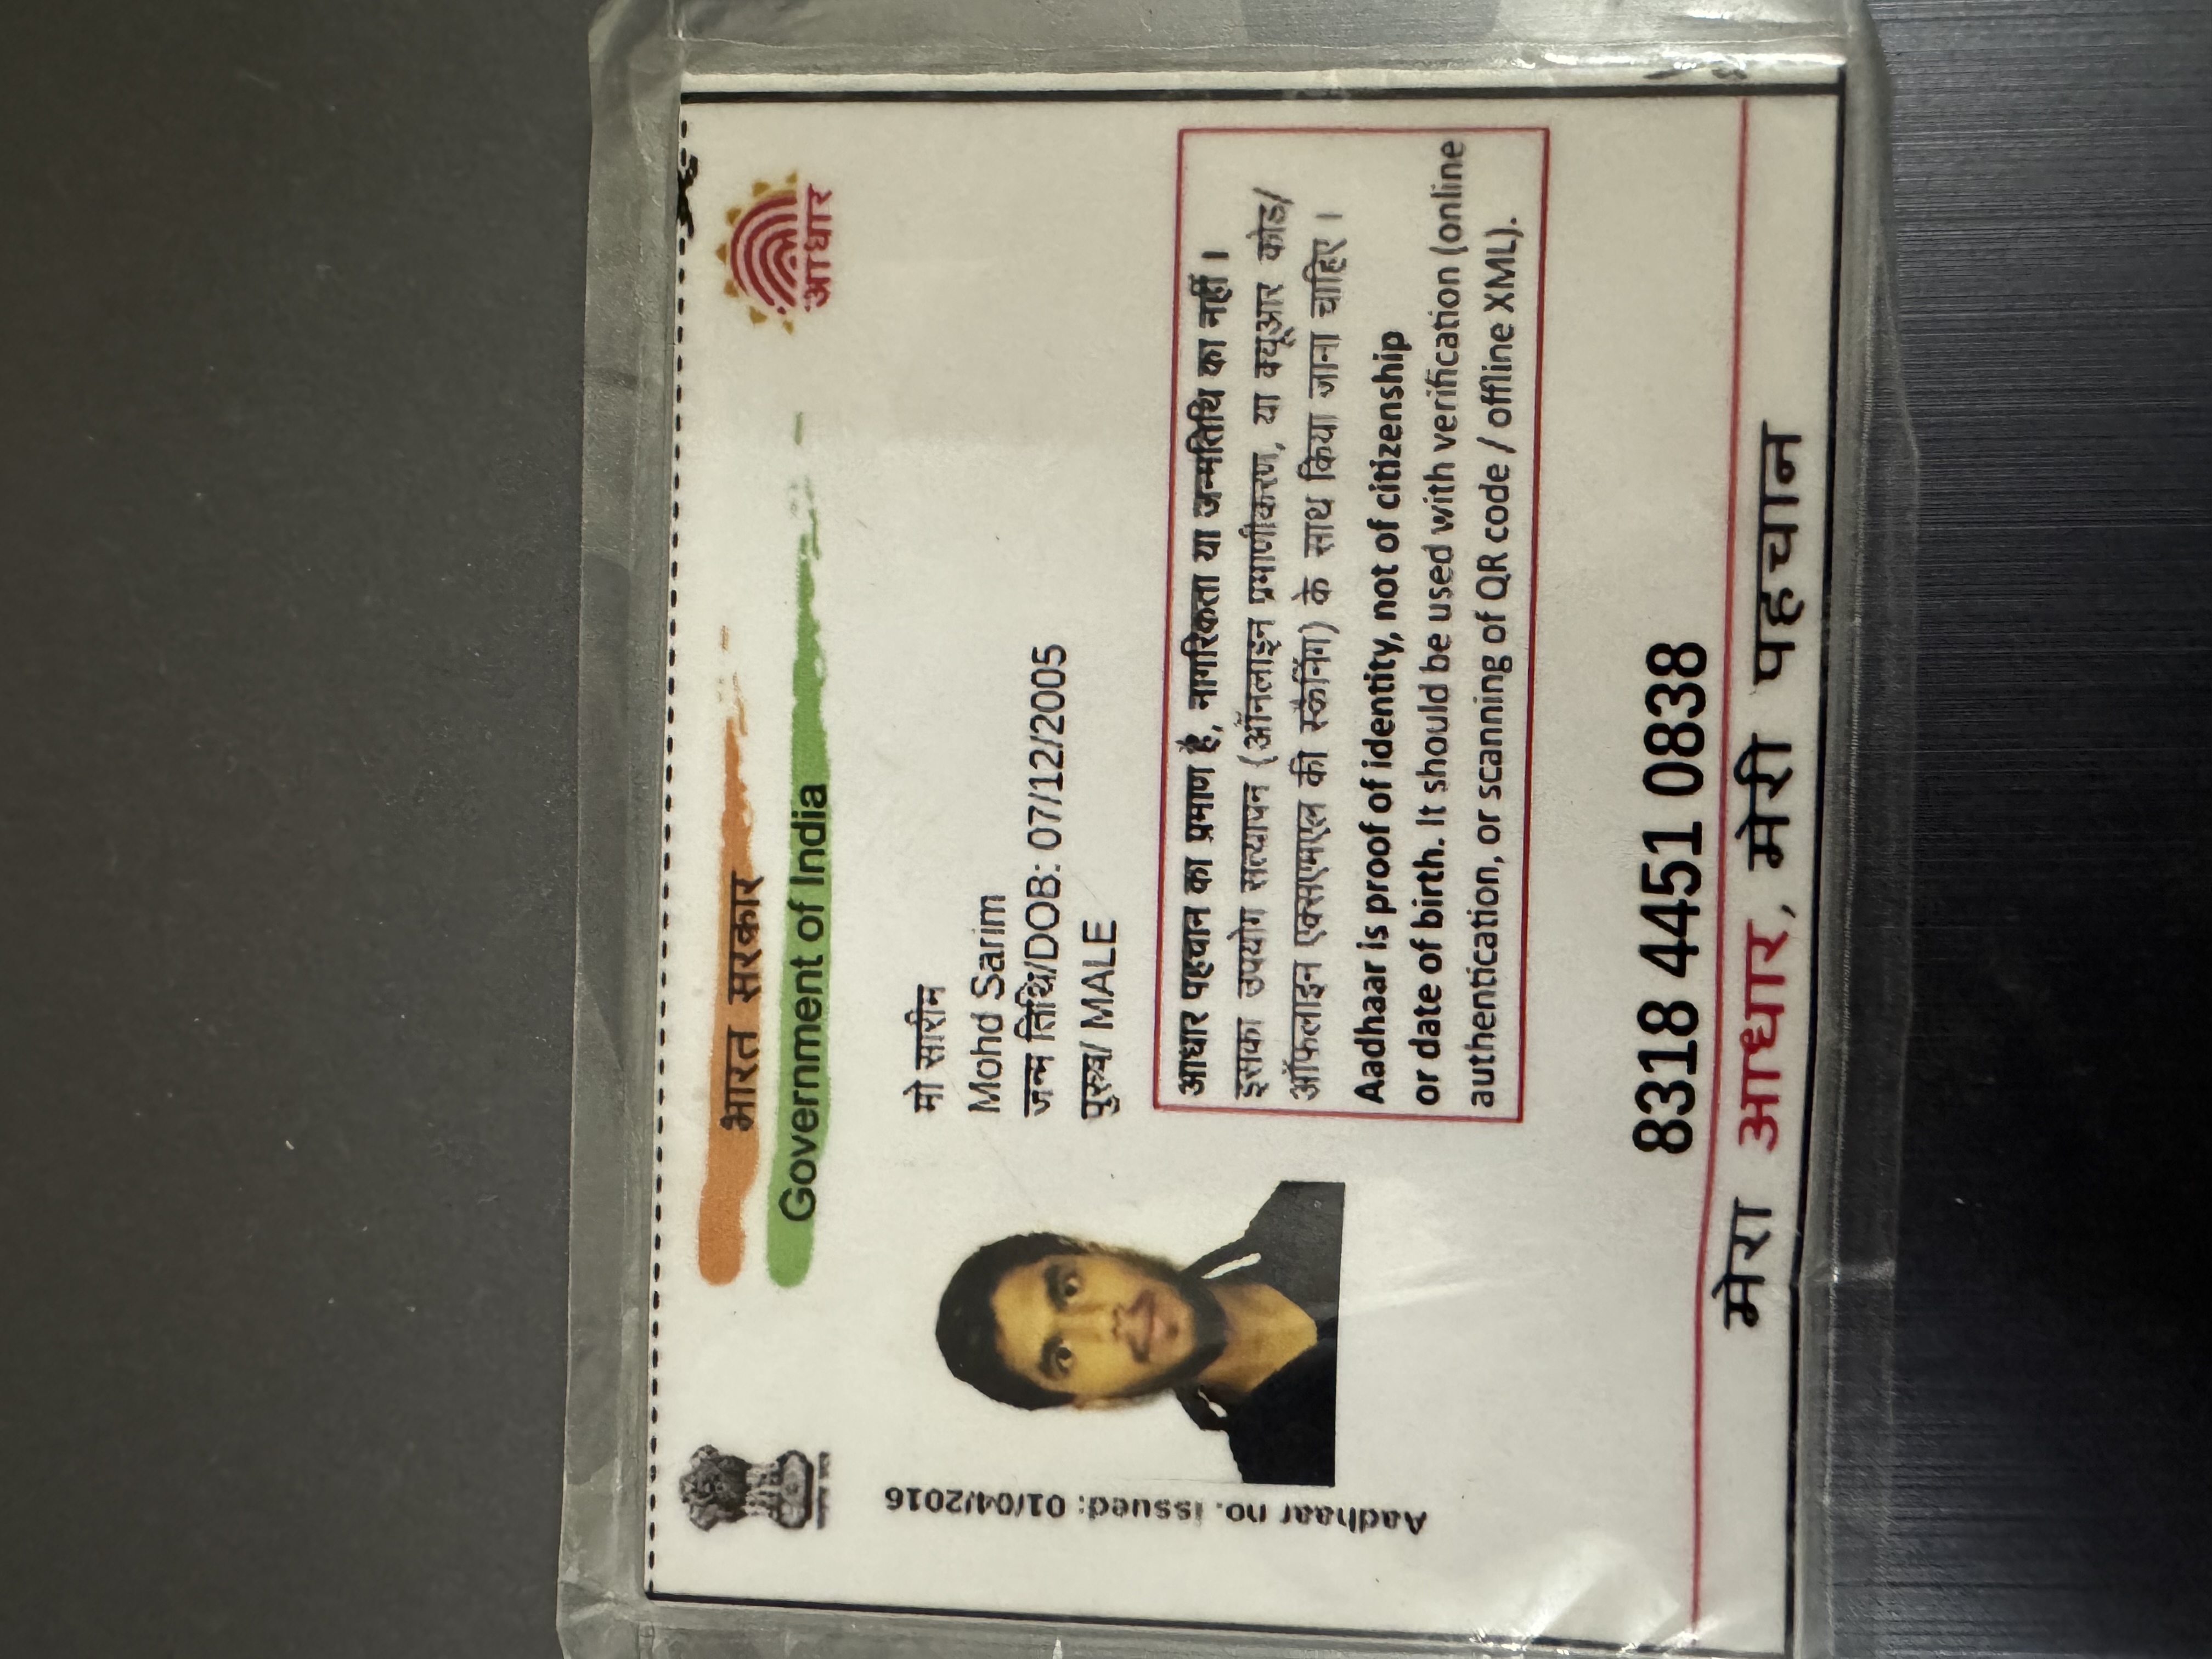 भारत सरकार
Government of India
आधार
Aadhaar no. issued: 01/04/2016
मो सारीम
Mohd Sarim
जन्म तिथि/DOB: 07/12/2005
पुरुष/ MALE
आधार पहचान का प्रमाण है, नागरिकता या जन्मतिथि का नहीं ।
इसका उपयोग सत्यापन (ऑनलाइन प्रमाणीकरण, या क्यूआर कोड/
ऑफलाइन एक्सएमएल की स्कैनिंग) के साथ किया जाना चाहिए ।
Aadhaar is proof of identity, not of citizenship
or date of birth. It should be used with verification (online
authentication, or scanning of QR code / offline XML).
8318 4451 0838
मेरा आधार, मेरी पहचान